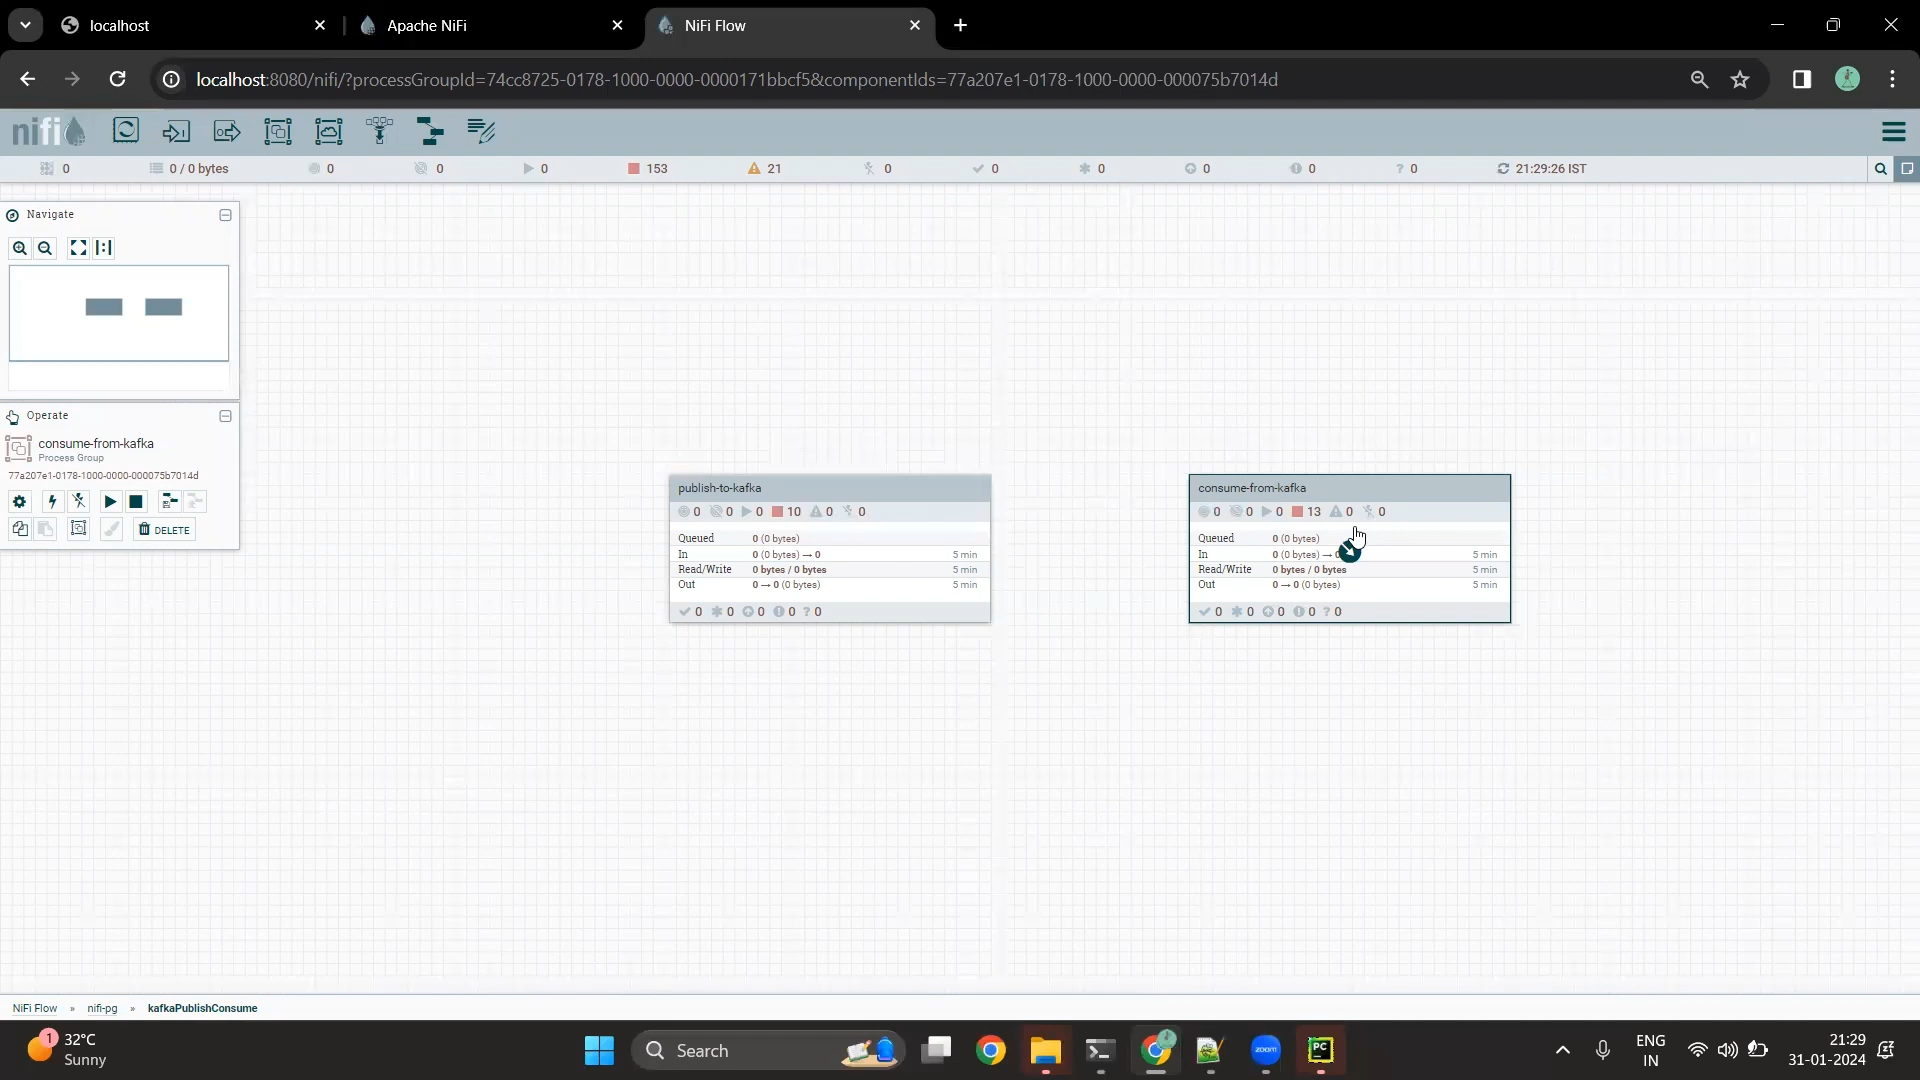 localhost
Apache NiFi
NiFi Flow
localhost:8080/nifi/?processGroupId=74cc8725-0178-1000-0000-0000171bbcf5&componentIds=77a207e1-0178-1000-0000-000075b7014d
nifi
0 0 / 0 bytes 0 0 0 153 21 0 0 0 0 0 ? 0 21:29:26 IST
Navigate
Operate
consume-from-kafka
Process Group
77a207e1-0178-1000-0000-000075b7014d
DELETE
publish-to-kafka
0 0 0 10 0 0
Queued 0 (0 bytes)
In 0 (0 bytes) → 0 5 min
Read/Write 0 bytes / 0 bytes 5 min
Out 0 → 0 (0 bytes) 5 min
0 0 0 0 ? 0
consume-from-kafka
0 0 0 13 0 0
Queued 0 (0 bytes)
In 0 (0 bytes) → 0 5 min
Read/Write 0 bytes / 0 bytes 5 min
Out 0 → 0 (0 bytes) 5 min
0 0 0 0 ? 0
NiFi Flow » nifi-pg » kafkaPublishConsume
1
32°C
Sunny
Search
zoom
PC
ENG
IN
21:29
31-01-2024